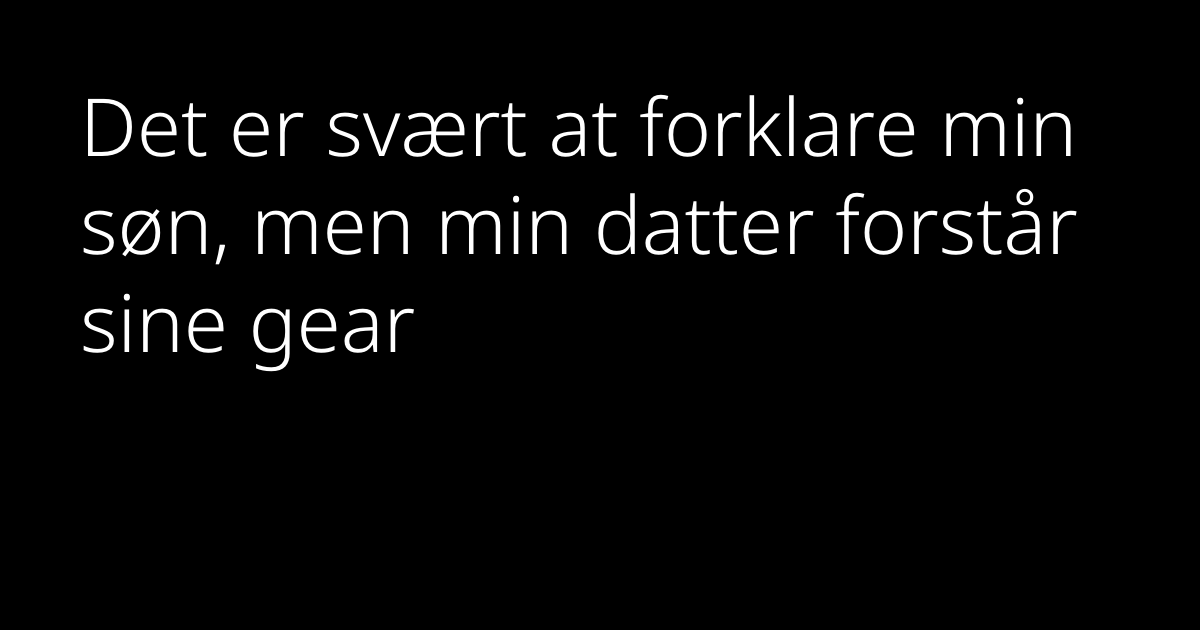 Det er svært at forklare min
søn, men min datter forstår
sine gear